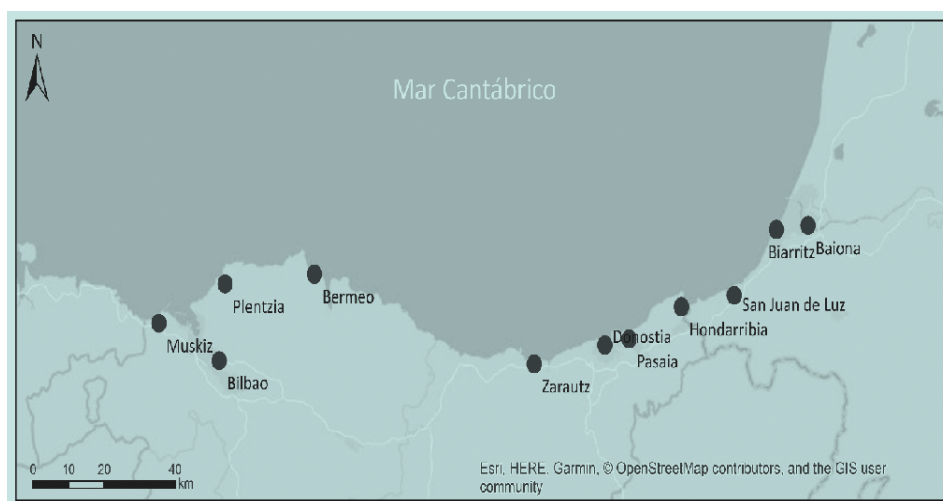 N
Mar Cantábrico
Biarritz
Baiona
Plentzia
Bermeo
San Juan de Luz
Hondarribia
Muskiz
Donostia
Pasaia
Bilbao
Zarautz
0 10 20 40
km
Esri, HERE, Garmin, © OpenStreetMap contributors, and the GIS user
community